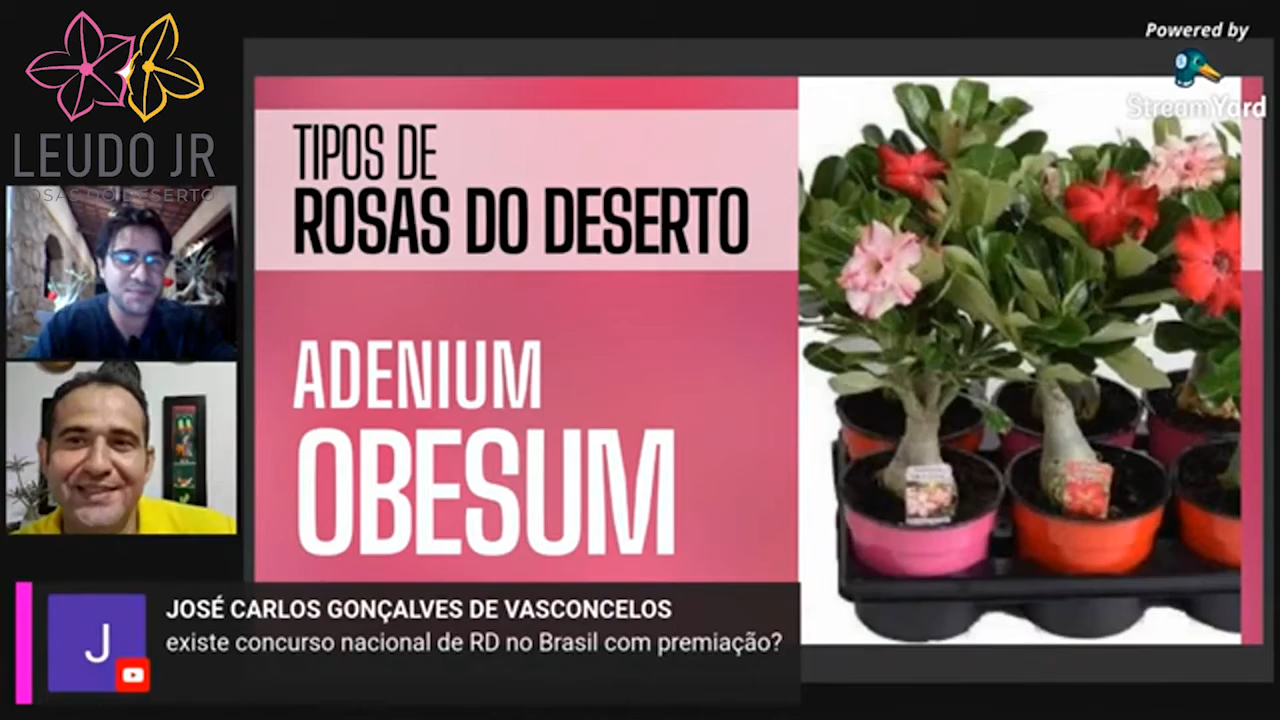 Powered by
StreamYard
LEUDO JR
ROSAS DO DESERTO
TIPOS DE
ROSAS DO DESERTO
ADENIUM
OBESUM
J
JOSÉ CARLOS GONÇALVES DE VASCONCELOS
existe concurso nacional de RD no Brasil com premiação?